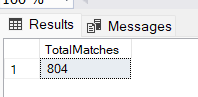 100 %
Results Messages
TotalMatches
1 804